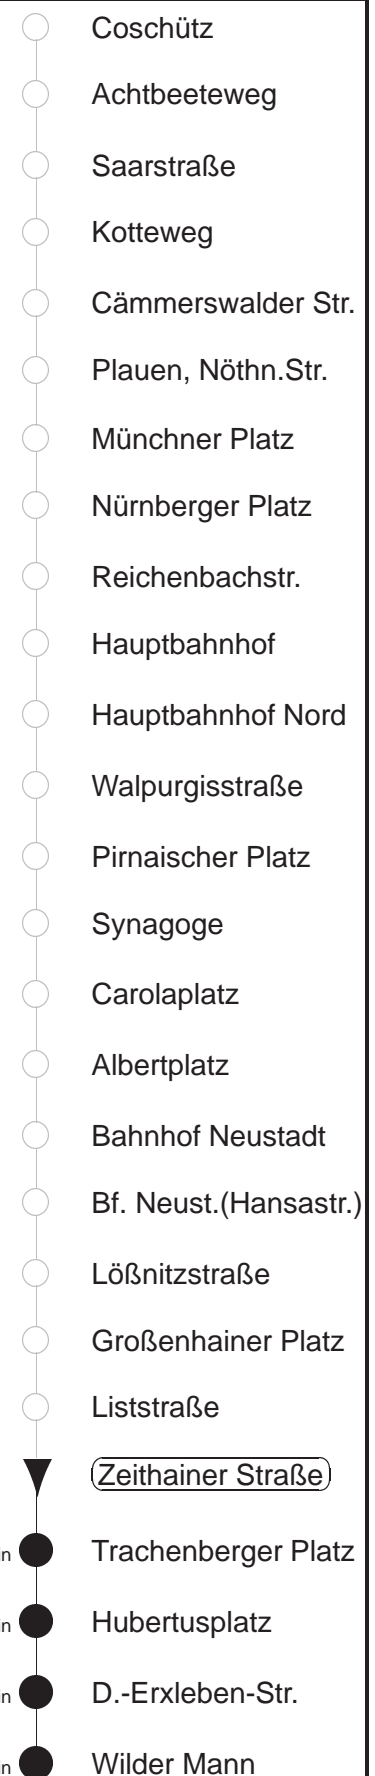 Coschütz
Achtbeeteweg
Saarstraße
Kotteweg
Cämmerswalder Str.
Plauen, Nöthn.Str.
Münchner Platz
Nürnberger Platz
Reichenbachstr.
Hauptbahnhof
Hauptbahnhof Nord
Walpurgisstraße
Pirnaischer Platz
Synagoge
Carolaplatz
Albertplatz
Bahnhof Neustadt
Bf. Neust.(Hansastr.)
Lößnitzstraße
Großenhainer Platz
Liststraße
Zeithainer Straße
Trachenberger Platz
Hubertusplatz
D.-Erxleben-Str.
Wilder Mann